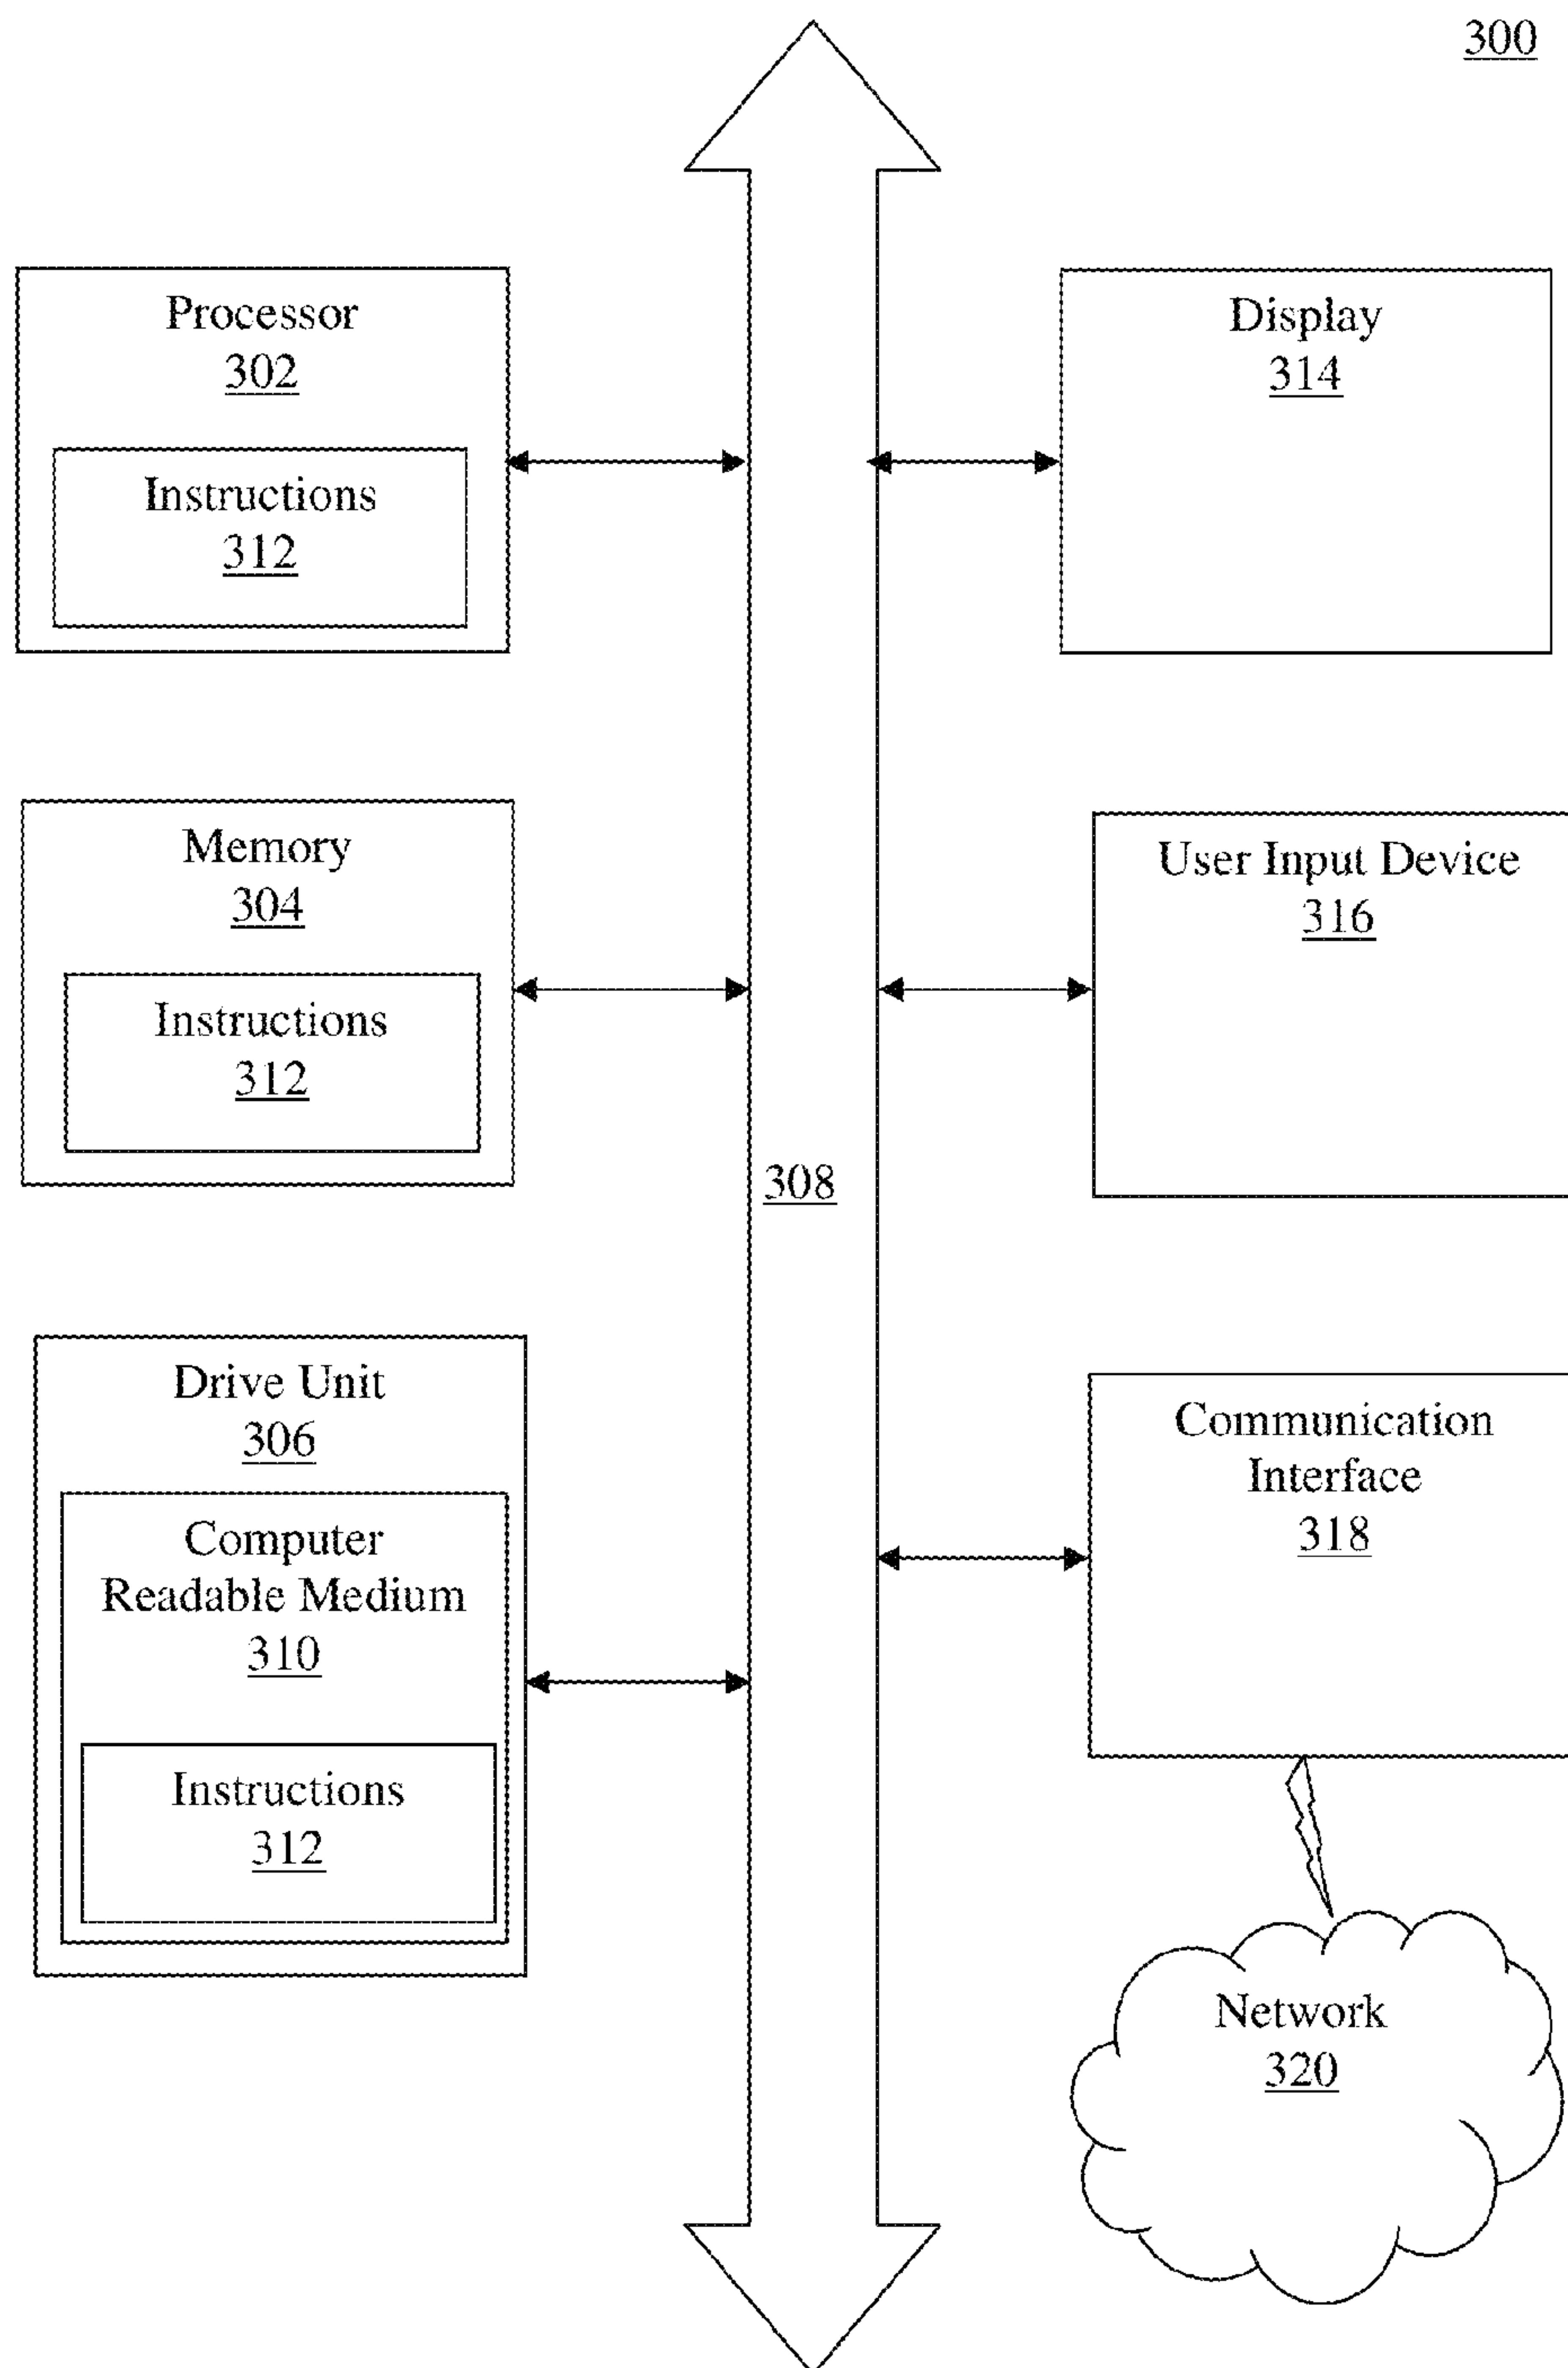 300
Processor
302
Instructions
312
Display
314
Memory
304
Instructions
312
User Input Device
316
308
Drive Unit
306
Computer
Readable Medium
310
Instructions
312
Communication
Interface
318
Network
320